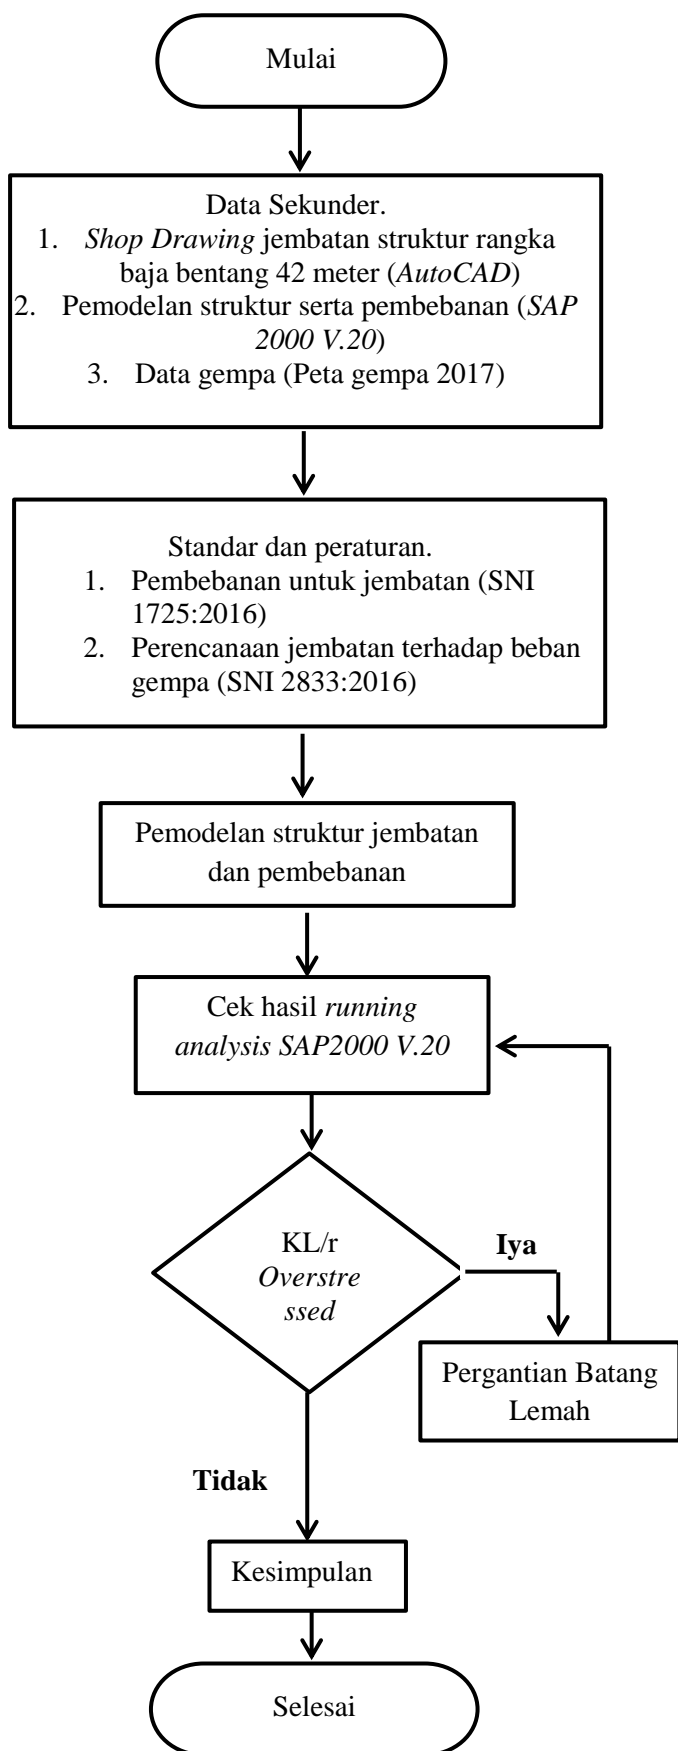 Mulai
Data Sekunder.
1. Shop Drawing jembatan struktur rangka
baja bentang 42 meter (AutoCAD)
2. Pemodelan struktur serta pembebanan (SAP
2000 V.20)
3. Data gempa (Peta gempa 2017)
Standar dan peraturan.
1. Pembebanan untuk jembatan (SNI
1725:2016)
2. Perencanaan jembatan terhadap beban
gempa (SNI 2833:2016)
Pemodelan struktur jembatan
dan pembebanan
Cek hasil running
analysis SAP2000 V.20
KL/r
Overstre
ssed
Iya
Pergantian Batang
Lemah
Tidak
Kesimpulan
Selesai